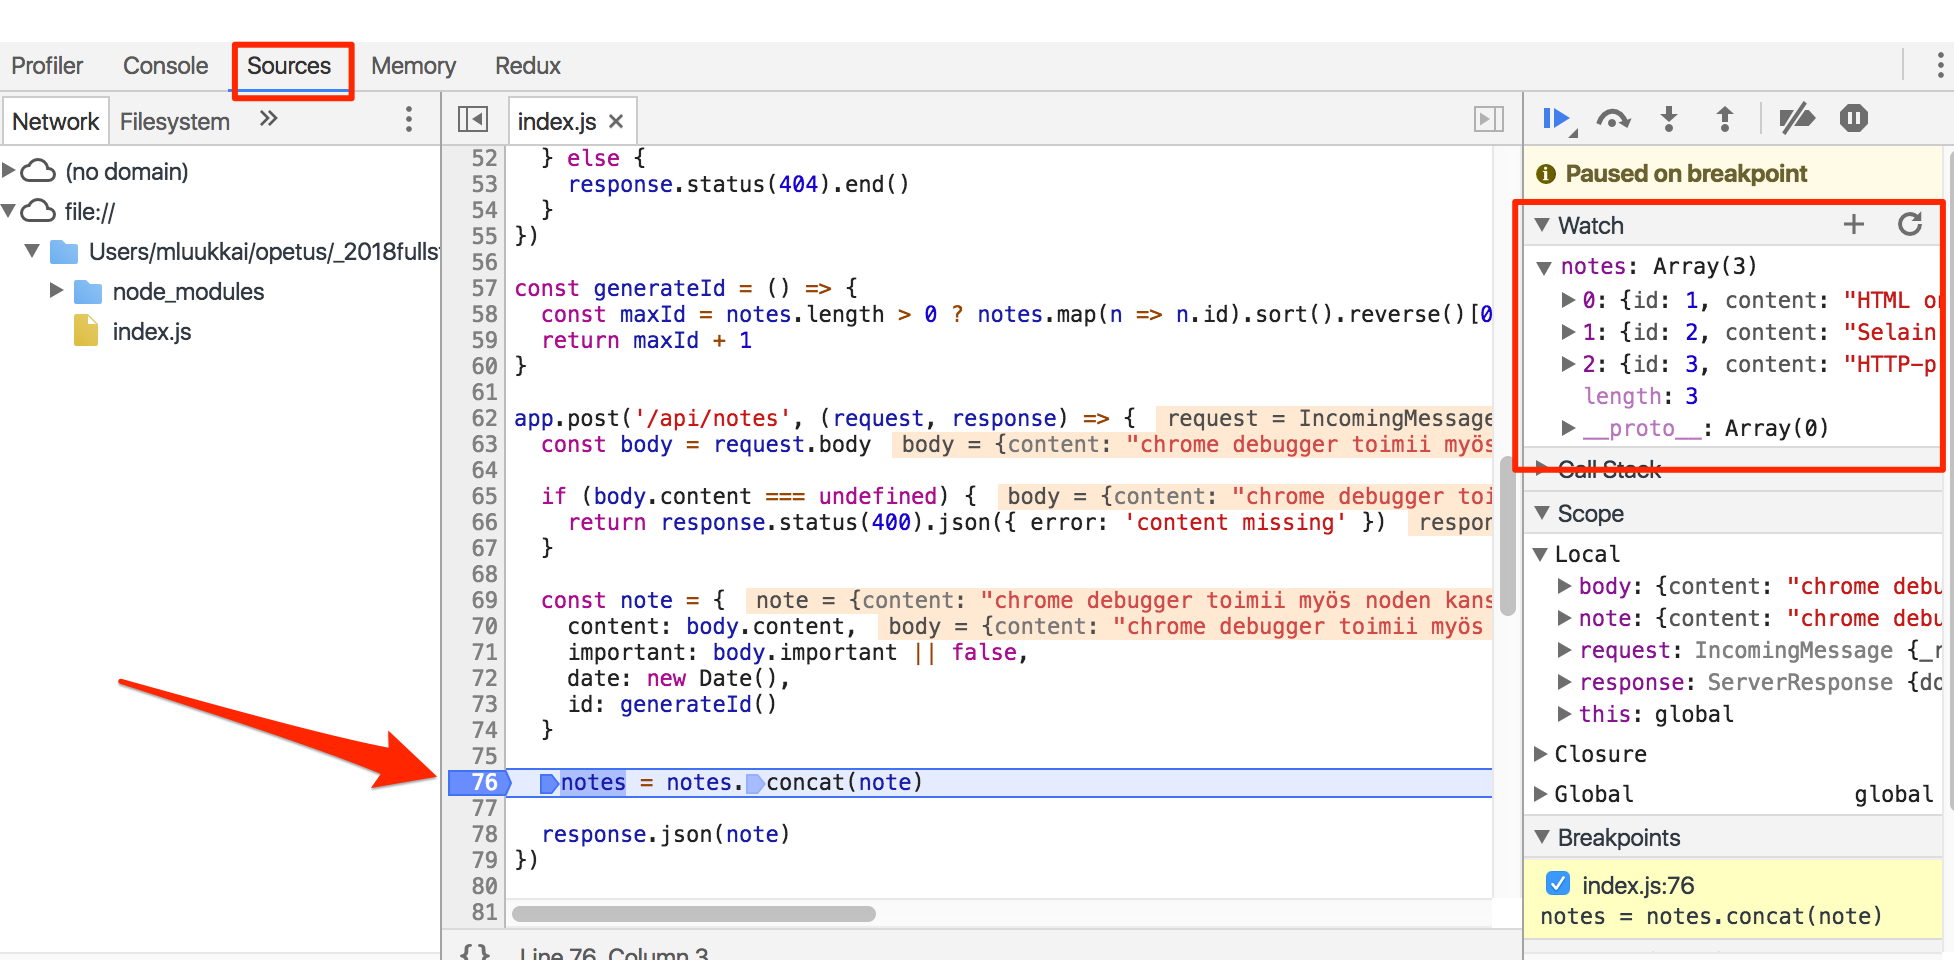 Profiler Console Sources Memory Redux
Network Filesystem »
(no domain)
file://
Users/mluukkai/opetus/_2018fulls
node_modules
index.js
index.js ×
52 } else {
53 response.status(404).end()
54 }
55 })
56
57 const generateId = () => {
58 const maxId = notes.length > 0 ? notes.map(n => n.id).sort().reverse()[0
59 return maxId + 1
60 }
61
62 app.post('/api/notes', (request, response) => { request = IncomingMessage
63 const body = request.body body = {content: "chrome debugger toimii myös
64
65 if (body.content === undefined) { body = {content: "chrome debugger toi
66 return response.status(400).json({ error: 'content missing' }) respon
67 }
68
69 const note = { note = {content: "chrome debugger toimii myös noden kans
70 content: body.content, body = {content: "chrome debugger toimii myös
71 important: body.important || false,
72 date: new Date(),
73 id: generateId()
74 }
75
76 notes = notes.concat(note)
77
78 response.json(note)
79 })
80
81
{} Line 76, Column 3
Paused on breakpoint
Watch
notes: Array(3)
0: {id: 1, content: "HTML on
1: {id: 2, content: "Selain
2: {id: 3, content: "HTTP-p
length: 3
__proto__: Array(0)
Call Stack
Scope
Local
body: {content: "chrome debu
note: {content: "chrome debu
request: IncomingMessage {_r
response: ServerResponse {do
this: global
Closure
Global global
Breakpoints
index.js:76
notes = notes.concat(note)